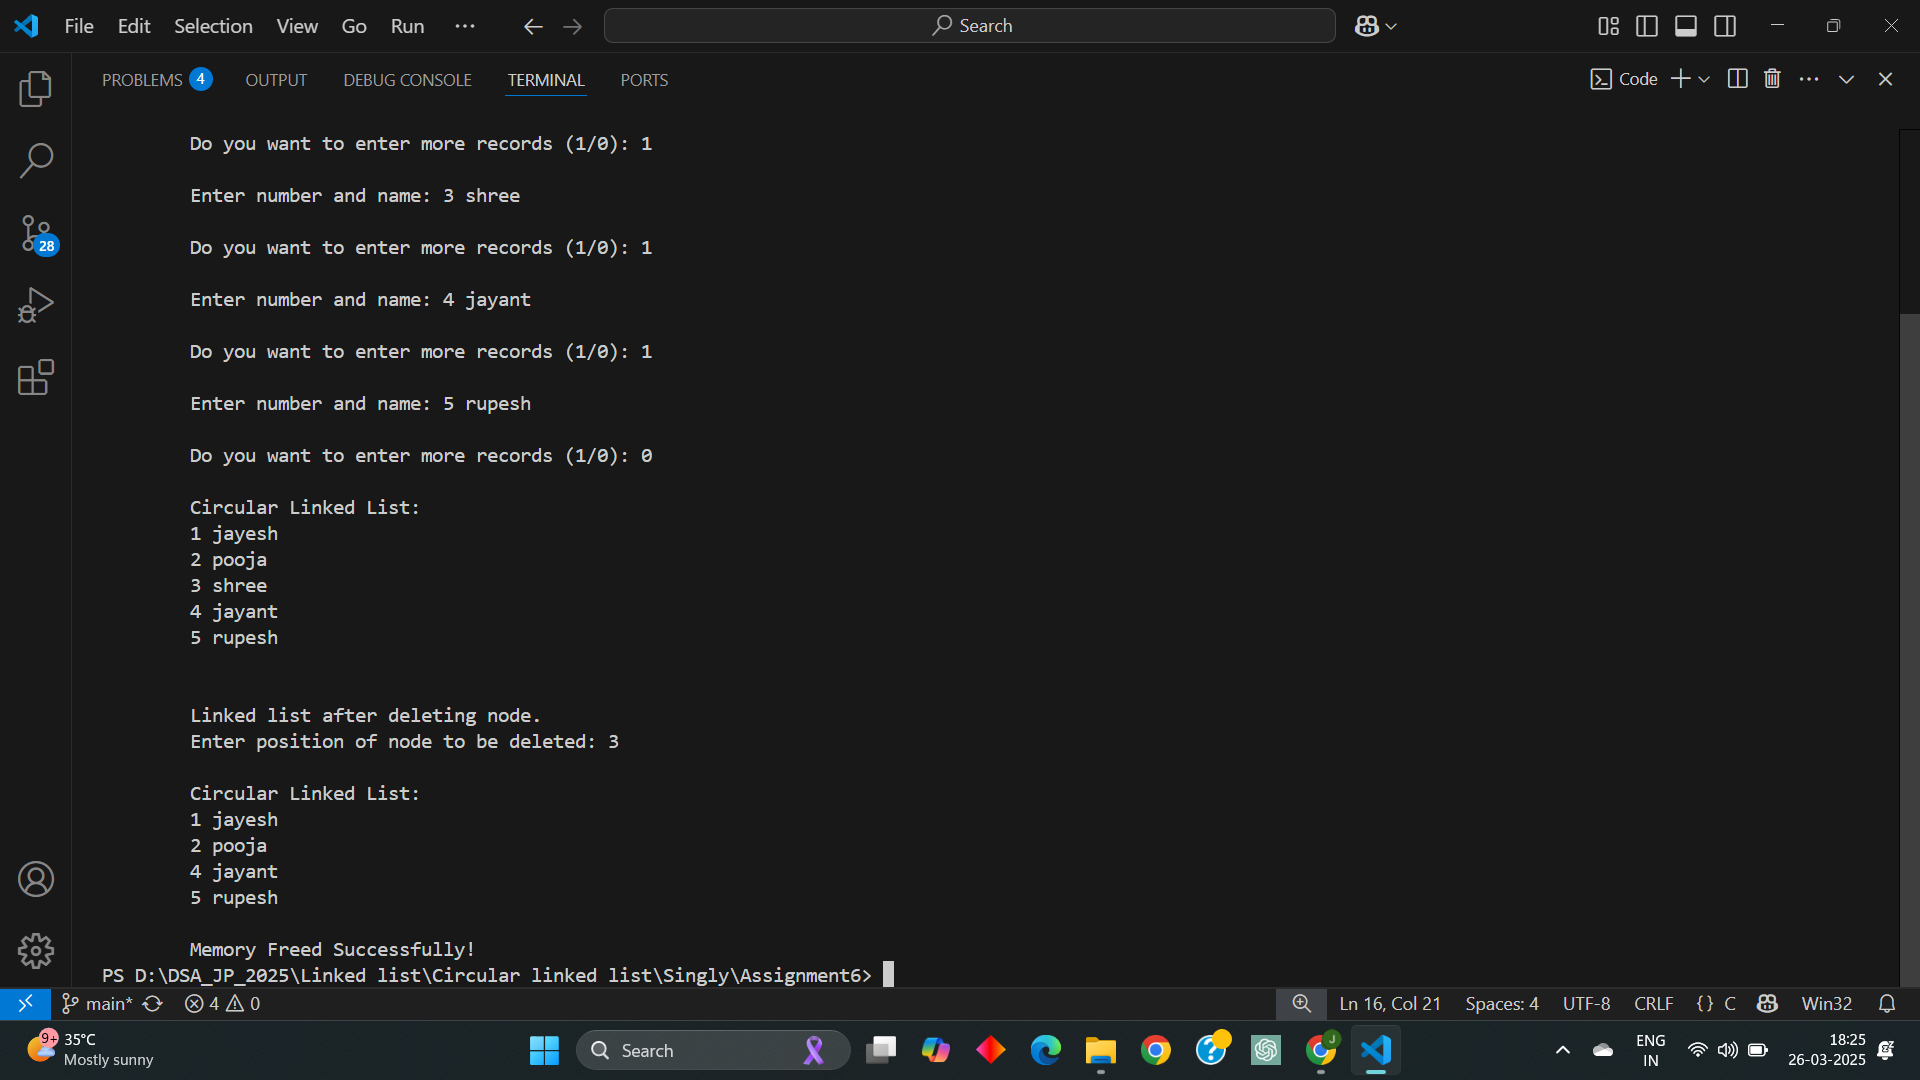 File Edit Selection View Go Run ... Search
PROBLEMS 4 OUTPUT DEBUG CONSOLE TERMINAL PORTS Code
Do you want to enter more records (1/0): 1
Enter number and name: 3 shree
Do you want to enter more records (1/0): 1
Enter number and name: 4 jayant
Do you want to enter more records (1/0): 1
Enter number and name: 5 rupesh
Do you want to enter more records (1/0): 0
Circular Linked List:
1 jayesh
2 pooja
3 shree
4 jayant
5 rupesh
Linked list after deleting node.
Enter position of node to be deleted: 3
Circular Linked List:
1 jayesh
2 pooja
4 jayant
5 rupesh
Memory Freed Successfully!
PS D:\DSA_JP_2025\Linked list\Circular linked list\Singly\Assignment6>
28
main* 4 0 Ln 16, Col 21 Spaces: 4 UTF-8 CRLF {} C Win32
9+ 35°C
Mostly sunny
Search
J
ENG
IN
18:25
26-03-2025